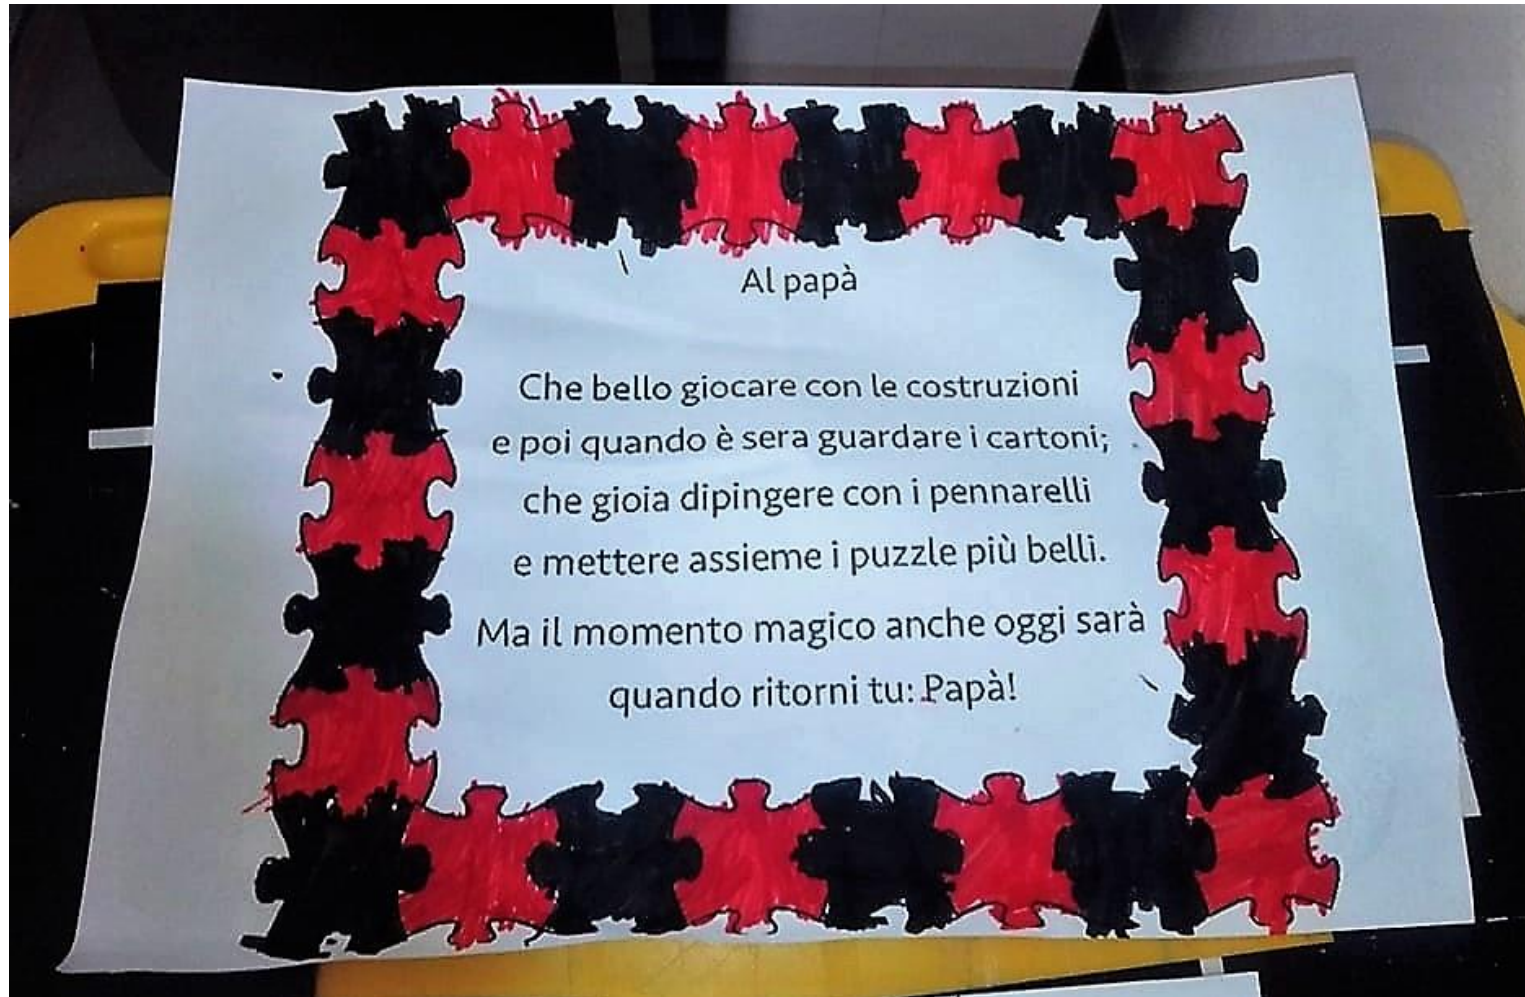 Al papà
Che bello giocare con le costruzioni
e poi quando è sera guardare i cartoni;
che gioia dipingere con i pennarelli
e mettere assieme i puzzle più belli.
Ma il momento magico anche oggi sarà
quando ritorni tu: Papà!